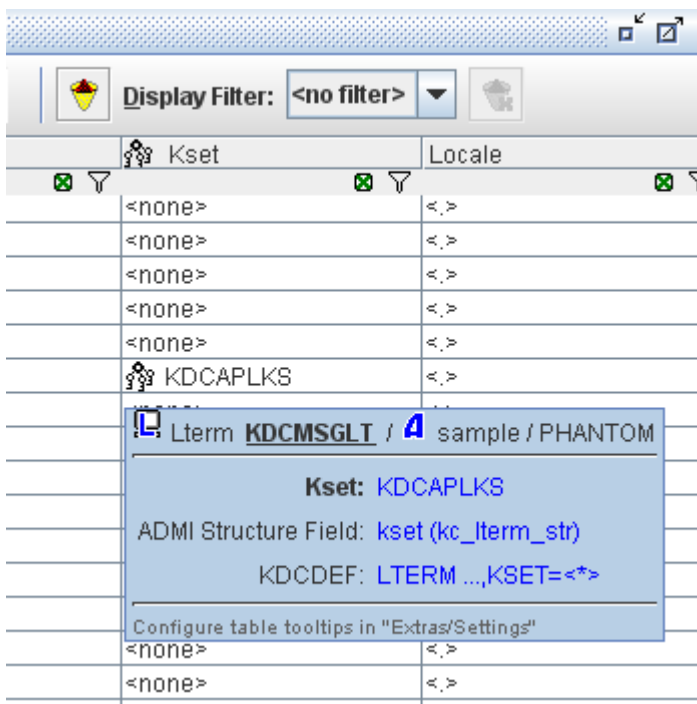 Display Filter: <no filter>
Kset Locale
<none> <.>
<none> <.>
<none> <.>
<none> <.>
<none> <.>
KDCAPLKS <.>
L Lterm KDCMSGLT / A sample / PHANTOM
Kset: KDCAPLKS
ADMI Structure Field: kset (kc_lterm_str)
KDCDEF: LTERM ...,KSET=<*>
Configure table tooltips in "Extras/Settings"
<none> <.>
<none> <.>